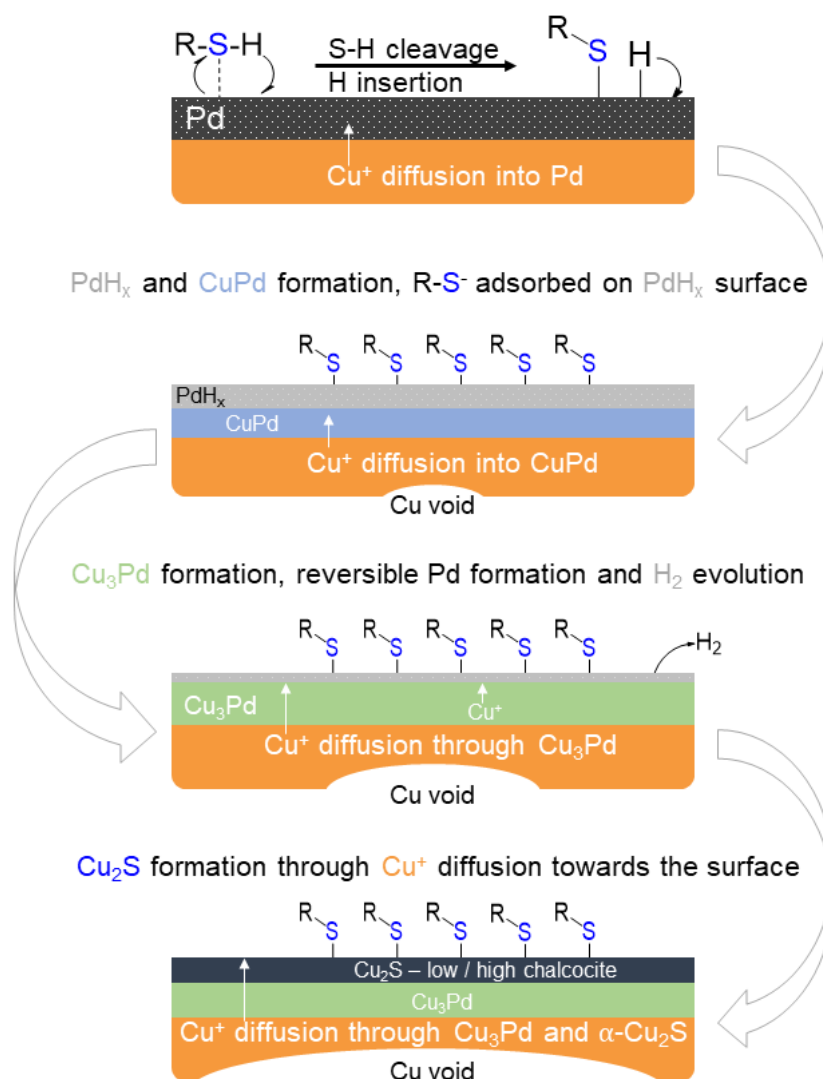 R-S-H
S-H cleavage
H insertion
R
S
H
Pd
Cu⁺ diffusion into Pd
PdHₓ and CuPd formation, R-S⁻ adsorbed on PdHₓ surface
R S R S R S R S R S
PdHₓ
CuPd
Cu⁺ diffusion into CuPd
Cu void
Cu₃Pd formation, reversible Pd formation and H₂ evolution
R S R S R S R S R S
H₂
Cu₃Pd
Cu⁺
Cu⁺ diffusion through Cu₃Pd
Cu void
Cu₂S formation through Cu⁺ diffusion towards the surface
R S R S R S R S R S
Cu₂S – low / high chalcocite
Cu₃Pd
Cu⁺ diffusion through Cu₃Pd and α-Cu₂S
Cu void